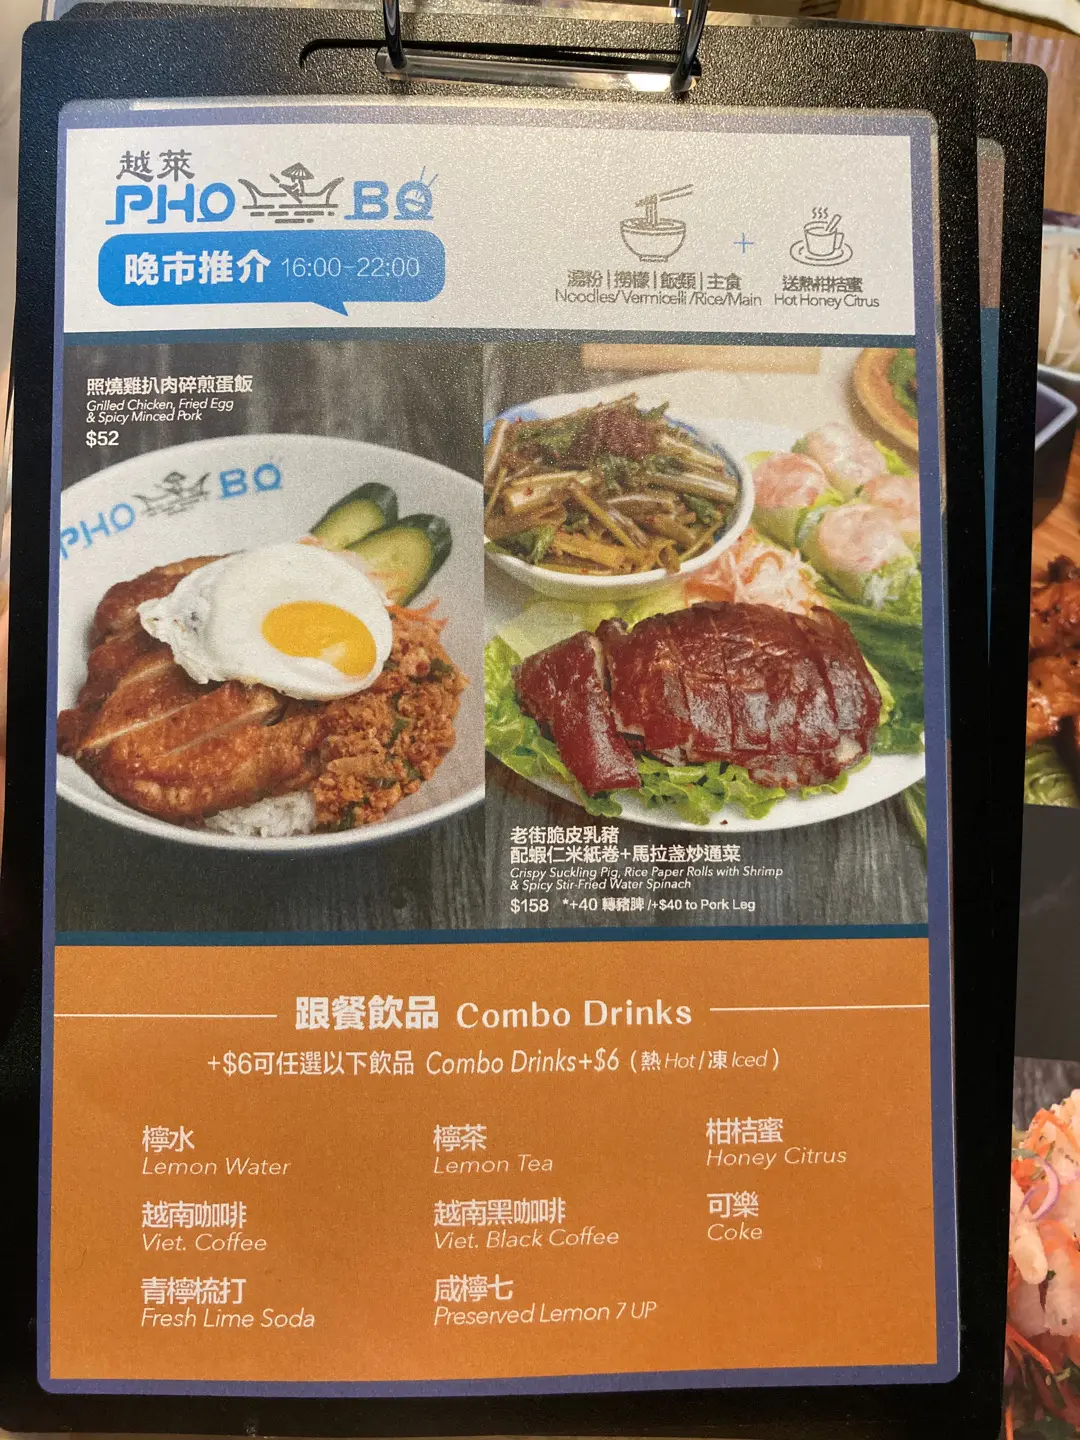 越萊
PHO BO
晚市推介 16:00-22:00
湯粉 | 撈檬 | 飯類 | 主食
Noodles/Vermicelli/Rice/Main
+
送熱柑桔蜜
Hot Honey Citrus
照燒雞扒肉碎煎蛋飯
Grilled Chicken, Fried Egg
& Spicy Minced Pork
$52
PHO BO
老街脆皮乳豬
配蝦仁米紙卷+馬拉盞炒通菜
Crispy Suckling Pig, Rice Paper Rolls with Shrimp
& Spicy Stir-Fried Water Spinach
$158 *+40 轉豬脾 /+$40 to Pork Leg
跟餐飲品 Combo Drinks
+$6可任選以下飲品 Combo Drinks+$6 (熱 Hot / 凍 Iced)
檸水
Lemon Water
檸茶
Lemon Tea
柑桔蜜
Honey Citrus
越南咖啡
Viet. Coffee
越南黑咖啡
Viet. Black Coffee
可樂
Coke
青檸梳打
Fresh Lime Soda
咸檸七
Preserved Lemon 7 UP